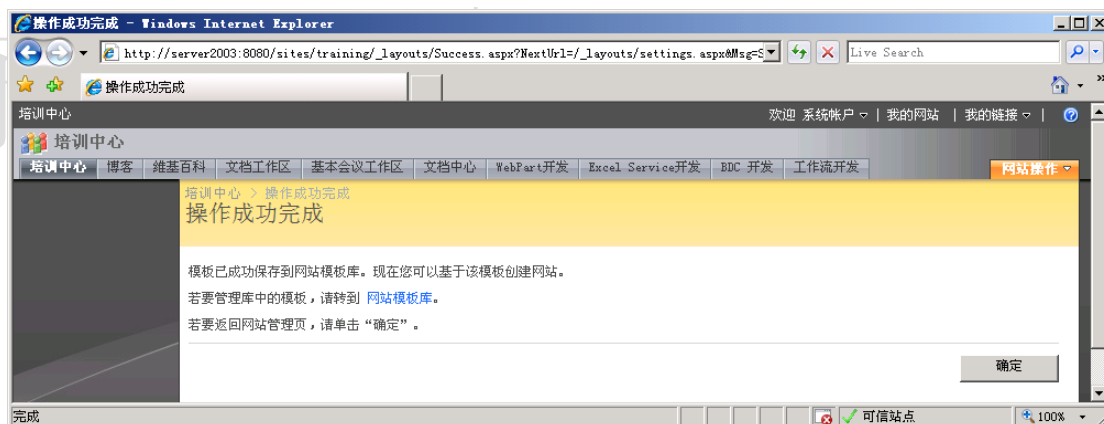 操作成功完成 - Windows Internet Explorer
http://server2003:8080/sites/training/_layouts/Success.aspx?NextUrl=/_layouts/settings.aspx&Msg=S
Live Search
操作成功完成
培训中心 欢迎 系统帐户 | 我的网站 | 我的链接 |
培训中心
培训中心 博客 维基百科 文档工作区 基本会议工作区 文档中心 WebPart开发 Excel Service开发 BDC 开发 工作流开发 网站操作
培训中心 > 操作成功完成
操作成功完成
模板已成功保存到网站模板库。现在您可以基于该模板创建网站。
若要管理库中的模板，请转到 网站模板库。
若要返回网站管理页，请单击“确定”。
确定
完成 可信站点 100%